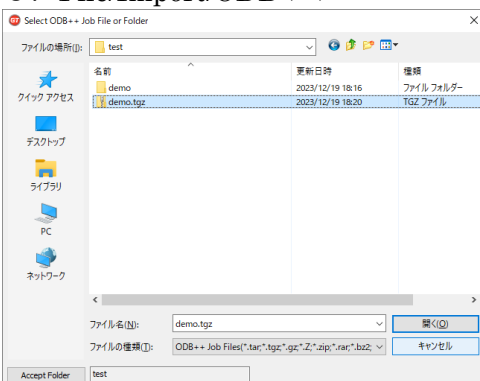 Select ODB++ Job File or Folder
ファイルの場所(I):
test
名前
更新日時
種類
demo
2023/12/19 18:16
ファイル フォルダー
demo.tgz
2023/12/19 18:20
TGZ ファイル
クイック アクセス
デスクトップ
ライブラリ
PC
ネットワーク
ファイル名(N):
demo.tgz
開く(O)
ファイルの種類(T):
ODB++ Job Files(*.tar;*.tgz;*.gz;*.Z;*.zip;*.rar;*.bz2;
キャンセル
Accept Folder
test